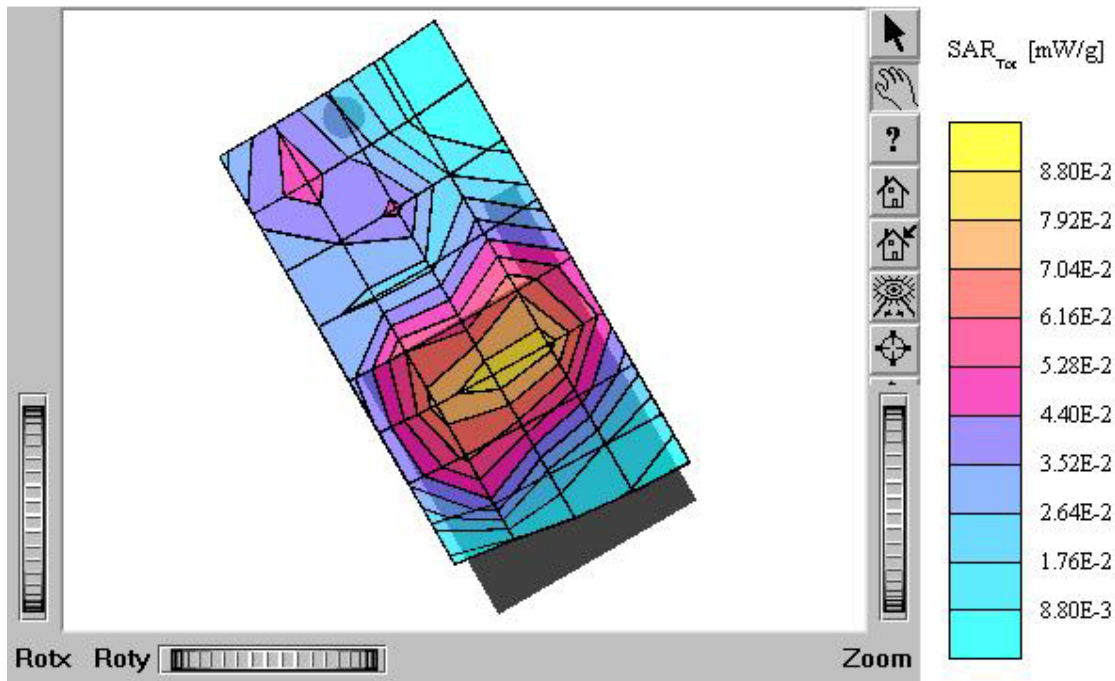 SAR_Tot [mW/g]
?
8.80E-2
7.92E-2
7.04E-2
6.16E-2
5.28E-2
4.40E-2
3.52E-2
2.64E-2
1.76E-2
8.80E-3
Rotx Roty Zoom